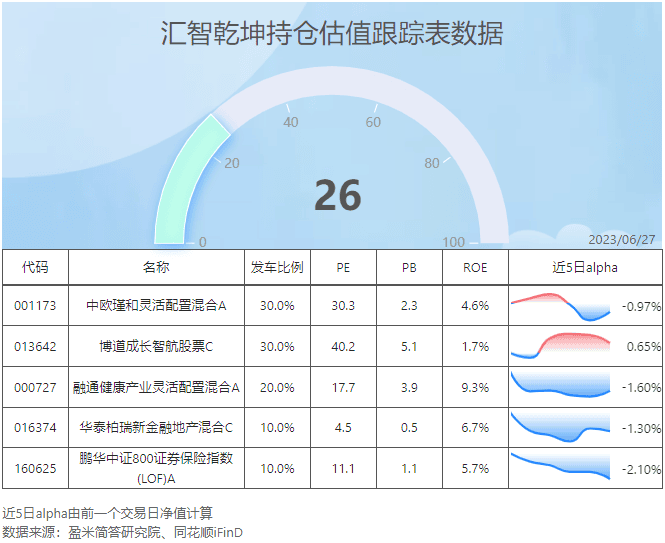 汇智乾坤持仓估值跟踪表数据
40
60
20
80
26
0
100
2023/06/27
代码 名称 发车比例 PE PB ROE 近5日alpha
001173 中欧瑾和灵活配置混合A 30.0% 30.3 2.3 4.6% -0.97%
013642 博道成长智航股票C 30.0% 40.2 5.1 1.7% 0.65%
000727 融通健康产业灵活配置混合A 20.0% 17.7 3.9 9.3% -1.60%
016374 华泰柏瑞新金融地产混合C 10.0% 4.5 0.5 6.7% -1.30%
160625 鹏华中证800证券保险指数 10.0% 11.1 1.1 5.7% -2.10%
(LOF)A
近5日alpha由前一个交易日净值计算
数据来源：盈米简答研究院、同花顺iFinD